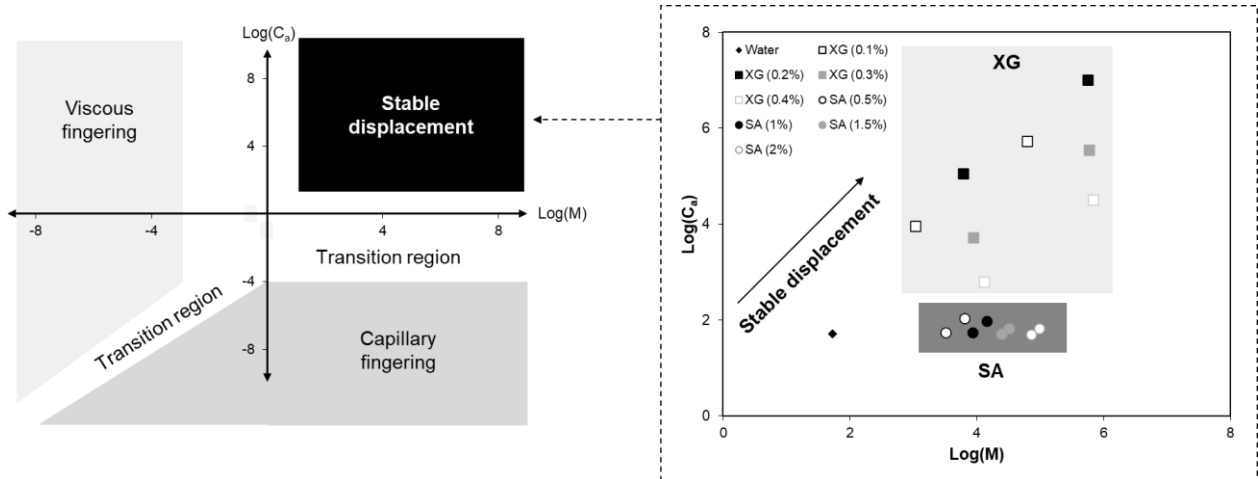 Log(Ca)
8
4
-4
-8
-8
-4
4
8
Log(M)
Viscous
fingering
Stable
displacement
Transition region
Transition region
Capillary
fingering
8
6
4
2
0
0
2
4
6
8
Log(Ca)
Log(M)
Water
XG (0.1%)
XG (0.2%)
XG (0.3%)
XG (0.4%)
SA (0.5%)
SA (1%)
SA (1.5%)
SA (2%)
XG
Stable displacement
SA